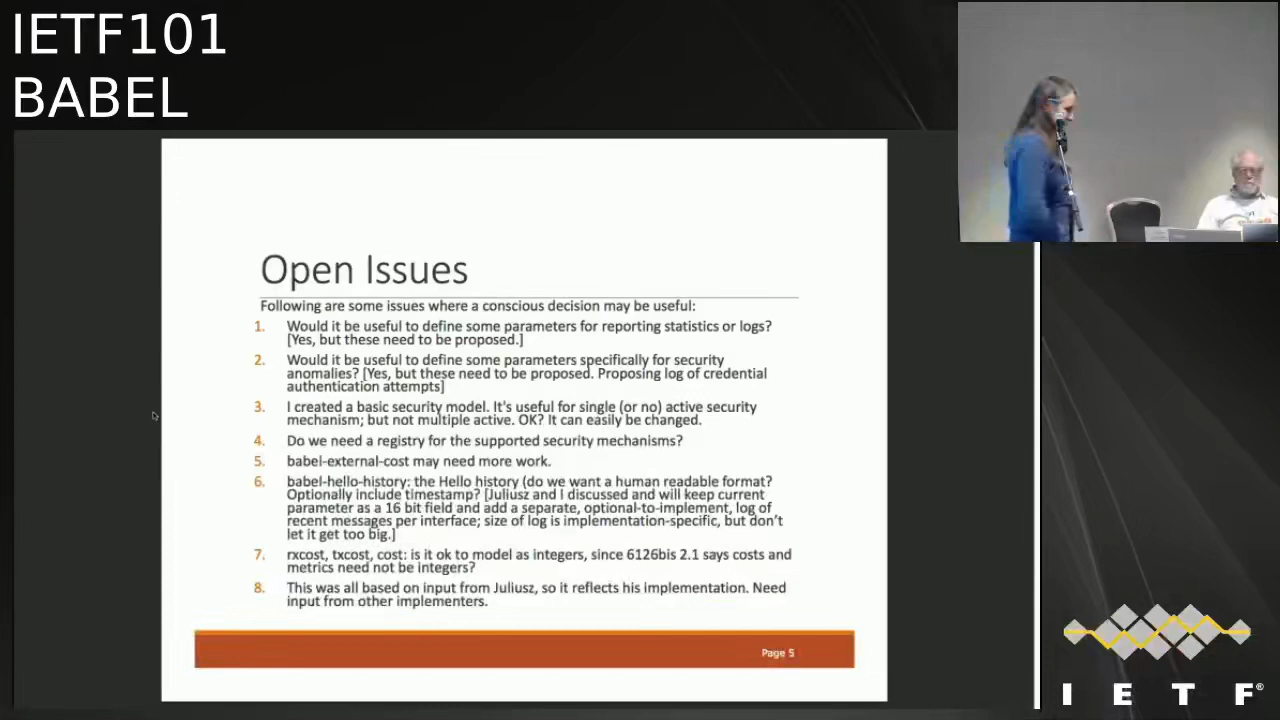 IETF101
BABEL
Open Issues
Following are some issues where a conscious decision may be useful:
1. Would it be useful to define some parameters for reporting statistics or logs?
[Yes, but these need to be proposed.]
2. Would it be useful to define some parameters specifically for security
anomalies? [Yes, but these need to be proposed. Proposing log of credential
authentication attempts]
3. I created a basic security model. It's useful for single (or no) active security
mechanism; but not multiple active. OK? It can easily be changed.
4. Do we need a registry for the supported security mechanisms?
5. babel-external-cost may need more work.
6. babel-hello-history: the Hello history (do we want a human readable format?
Optionally include timestamp? [Juliusz and I discussed and will keep current
parameter as a 16 bit field and add a separate, optional-to-implement, log of
recent messages per interface; size of log is implementation-specific, but don't
let it get too big.]
7. rxcost, txcost, cost: is it ok to model as integers, since 6126bis 2.1 says costs and
metrics need not be integers?
8. This was all based on input from Juliusz, so it reflects his implementation. Need
input from other implementers.
Page 5
I E T F®